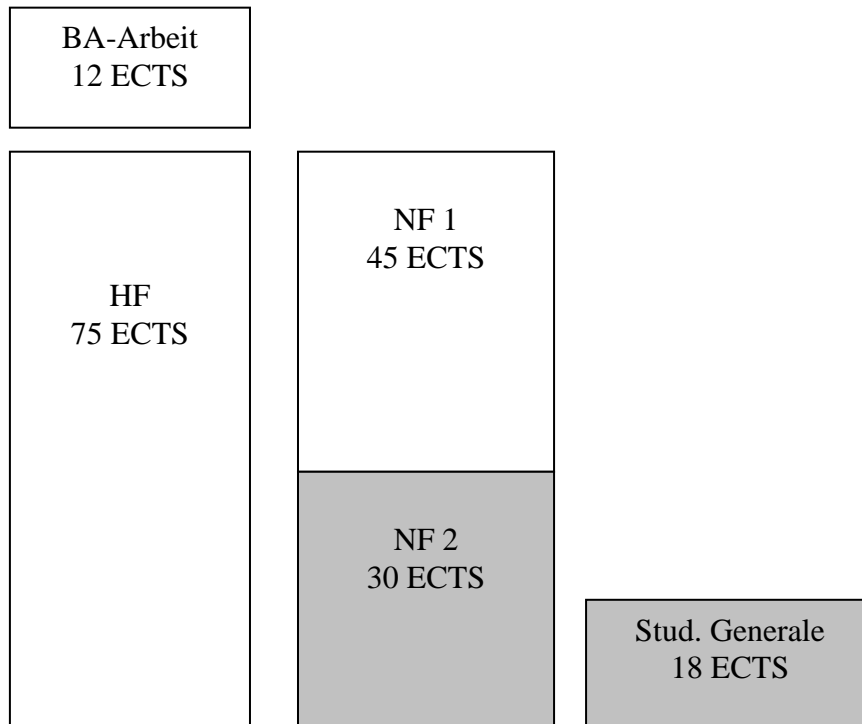 BA-Arbeit
12 ECTS
HF
75 ECTS
NF 1
45 ECTS
NF 2
30 ECTS
Stud. Generale
18 ECTS